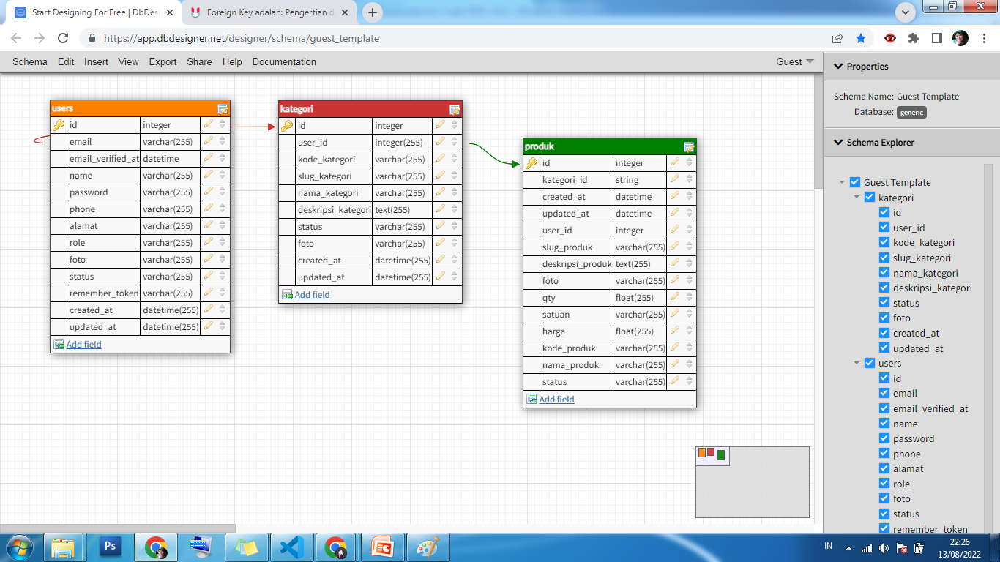 Start Designing For Free | DbDes
Foreign Key adalah: Pengertian d
https://app.dbdesigner.net/designer/schema/guest_template
Schema Edit Insert View Export Share Help Documentation Guest
users
id integer
email varchar(255)
email_verified_at datetime
name varchar(255)
password varchar(255)
phone varchar(255)
alamat varchar(255)
role varchar(255)
foto varchar(255)
status varchar(255)
remember_token varchar(255)
created_at datetime(255)
updated_at datetime(255)
Add field
kategori
id integer
user_id integer(255)
kode_kategori varchar(255)
slug_kategori varchar(255)
nama_kategori varchar(255)
deskripsi_kategori text(255)
status varchar(255)
foto varchar(255)
created_at datetime(255)
updated_at datetime(255)
Add field
produk
id integer
kategori_id string
created_at datetime
updated_at datetime
user_id integer
slug_produk varchar(255)
deskripsi_produk text(255)
foto varchar(255)
qty float(255)
satuan varchar(255)
harga float(255)
kode_produk varchar(255)
nama_produk varchar(255)
status varchar(255)
Add field
Properties
Schema Name: Guest Template
Database: generic
Schema Explorer
Guest Template
kategori
id
user_id
kode_kategori
slug_kategori
nama_kategori
deskripsi_kategori
status
foto
created_at
updated_at
users
id
email
email_verified_at
name
password
phone
alamat
role
foto
status
remember_token
Ps
IN
22:26
13/08/2022